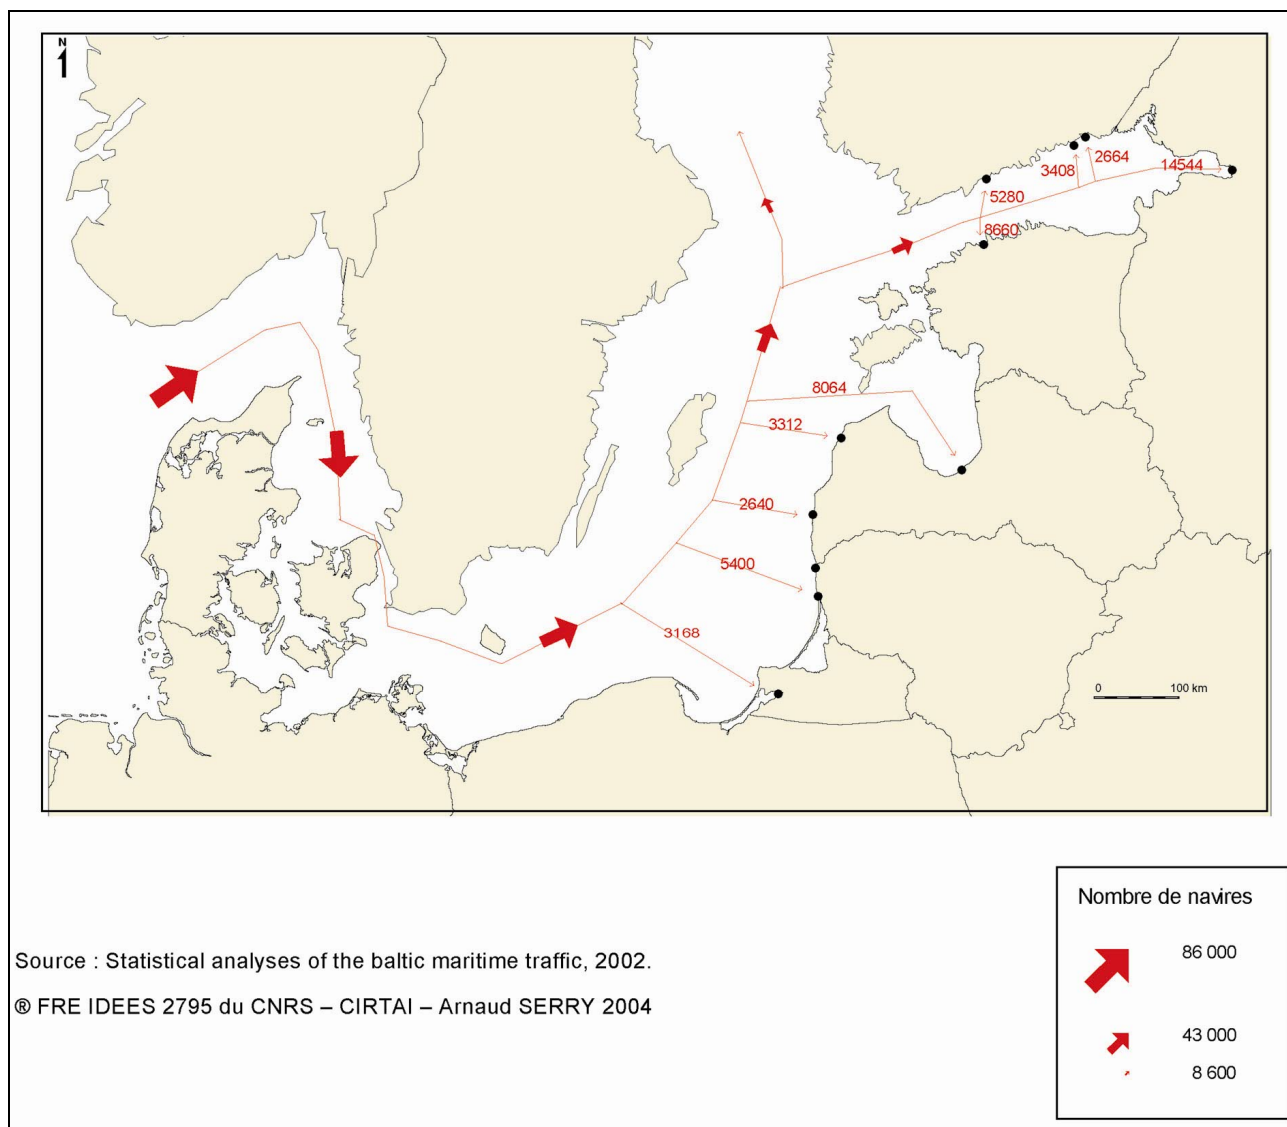 N
2664
3408
14544
5280
8660
8064
3312
2640
5400
3168
0 100 km
Nombre de navires
86 000
43 000
8 600
Source : Statistical analyses of the baltic maritime traffic, 2002.
® FRE IDEES 2795 du CNRS – CIRTAI – Arnaud SERRY 2004